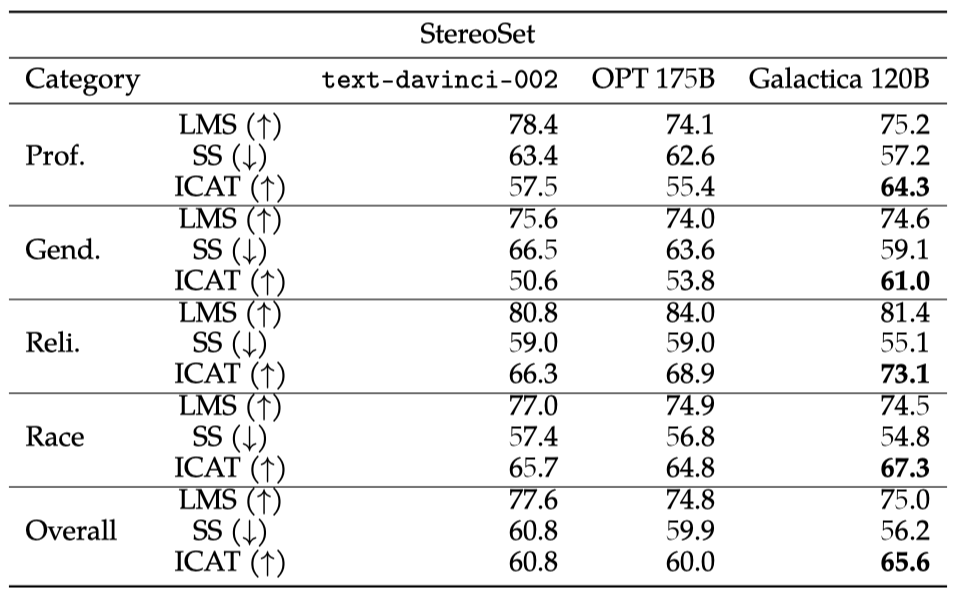 StereoSet
Category text-davinci-002 OPT 175B Galactica 120B
LMS (↑) 78.4 74.1 75.2
Prof. SS (↓) 63.4 62.6 57.2
ICAT (↑) 57.5 55.4 64.3
LMS (↑) 75.6 74.0 74.6
Gend. SS (↓) 66.5 63.6 59.1
ICAT (↑) 50.6 53.8 61.0
LMS (↑) 80.8 84.0 81.4
Reli. SS (↓) 59.0 59.0 55.1
ICAT (↑) 66.3 68.9 73.1
LMS (↑) 77.0 74.9 74.5
Race SS (↓) 57.4 56.8 54.8
ICAT (↑) 65.7 64.8 67.3
LMS (↑) 77.6 74.8 75.0
Overall SS (↓) 60.8 59.9 56.2
ICAT (↑) 60.8 60.0 65.6